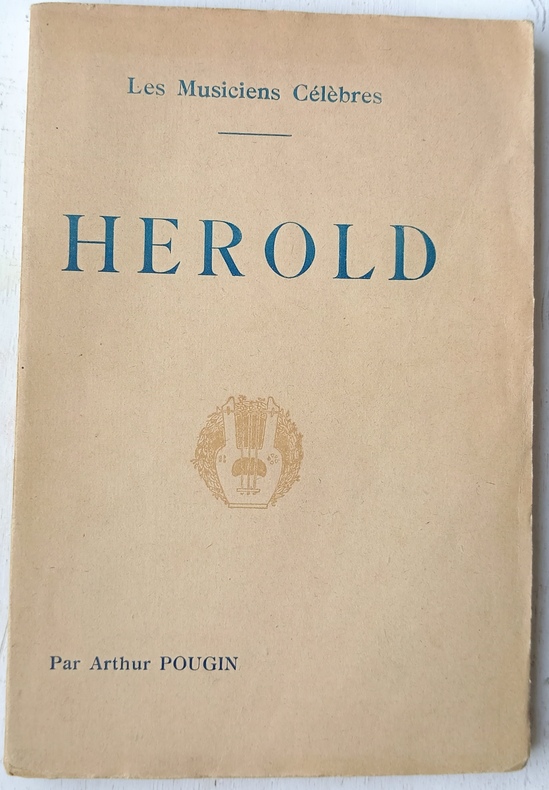 Les Musiciens Célèbres
HEROLD
Par Arthur POUGIN